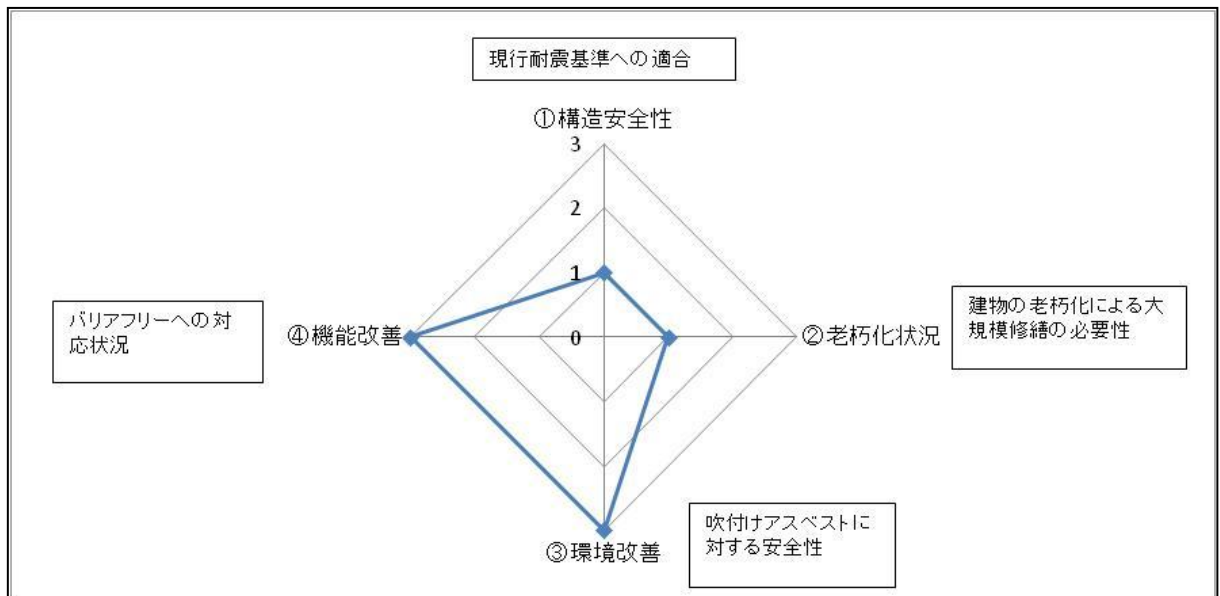 現行耐震基準への適合
①構造安全性
3
2
1
0
②老朽化状況
建物の老朽化による大
規模修繕の必要性
バリアフリーへの対
応状況
④機能改善
③環境改善
吹付けアスベストに
対する安全性